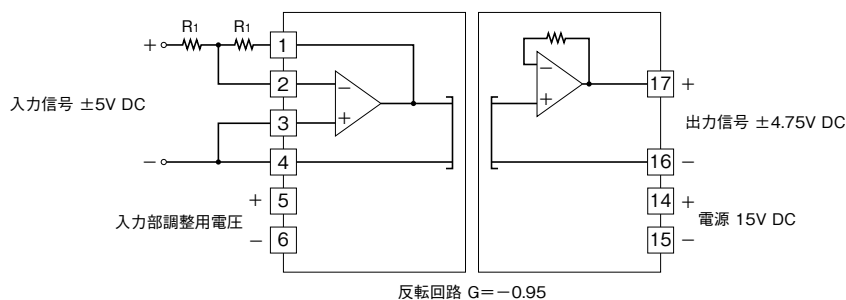 R1 R1
+ 1
2
入力信号 ±5V DC
3
− 4
+ 5
入力部調整用電圧
− 6
− +
− +
17 +
出力信号 ±4.75V DC
16 −
14 +
電源 15V DC
15 −
反転回路 G=−0.95